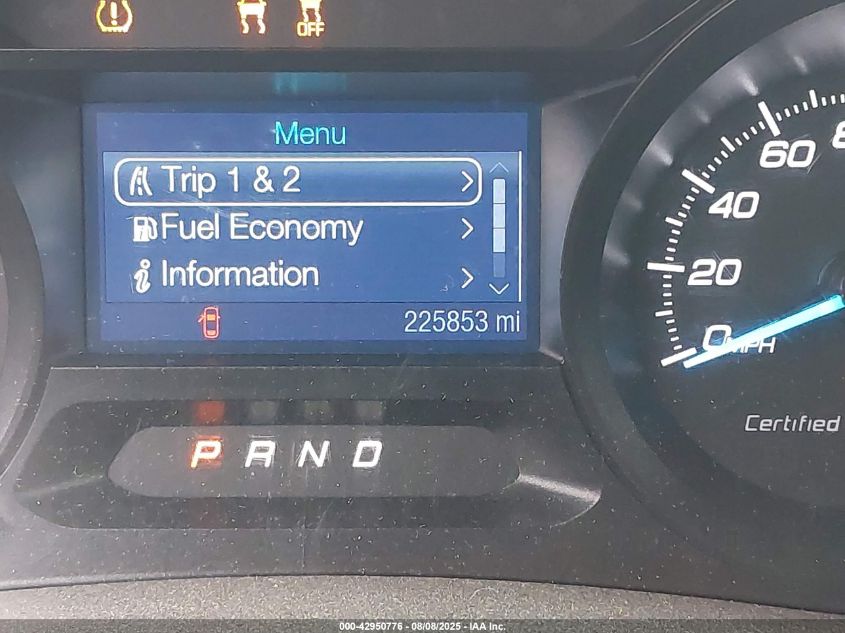 OFF
Menu
Trip 1 & 2
Fuel Economy
Information
225853 mi
60
40
20
0
MPH
Certified
P R N D
000-42950776 - 08/08/2025 - IAA Inc.